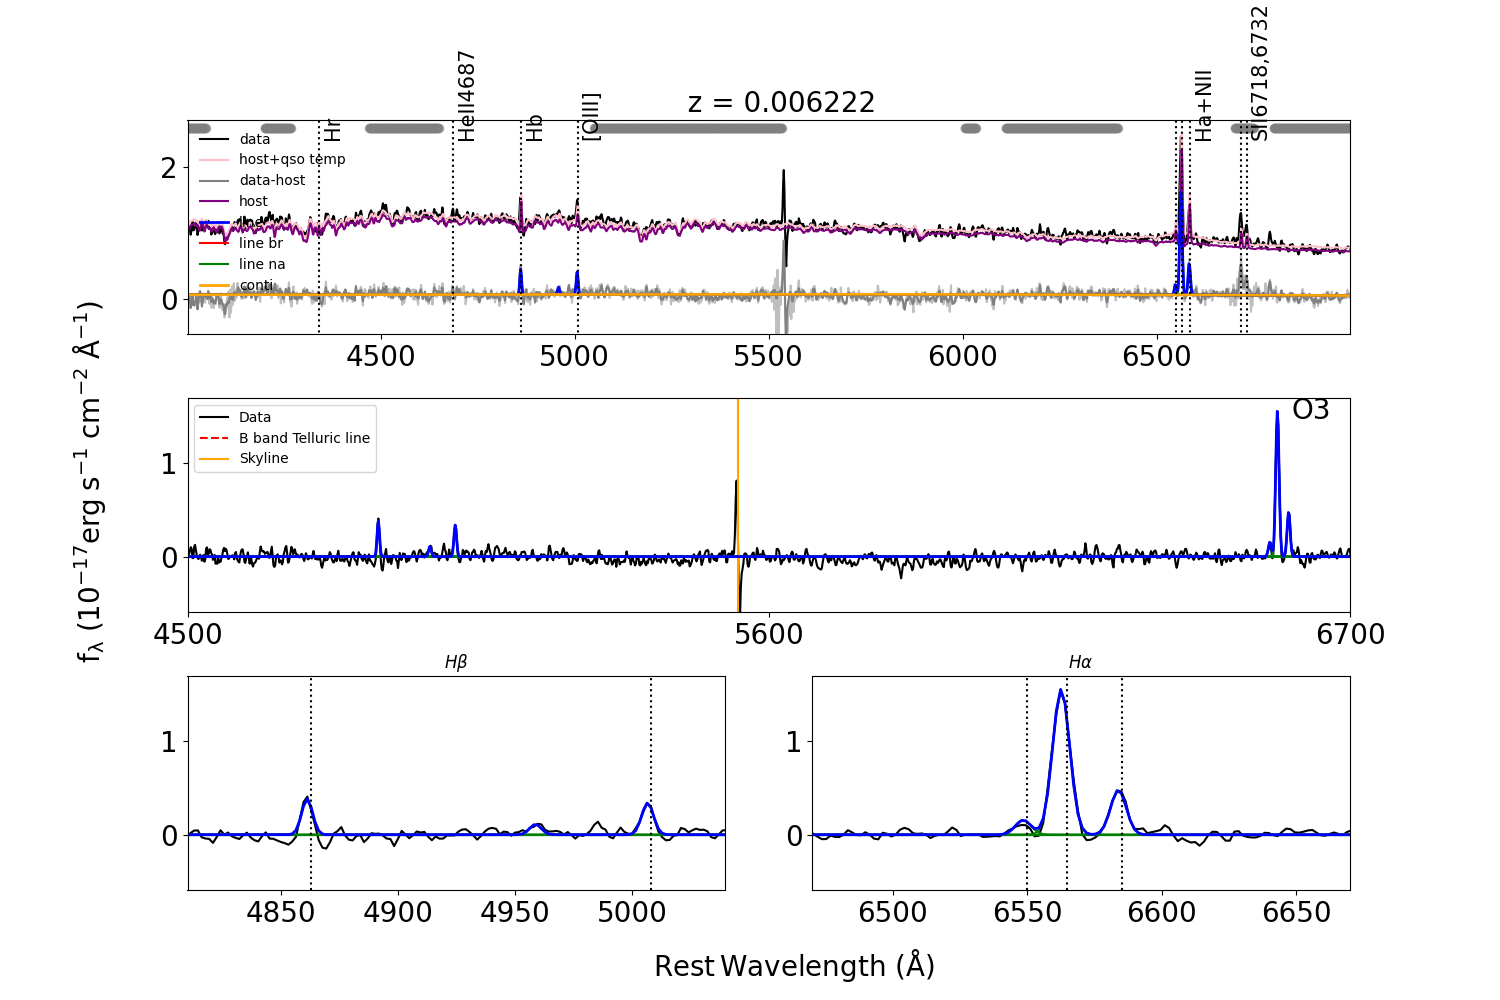 z = 0.006222
Hr
HeII4687
Hb
[OIII]
Ha+NII
SII6718,6732
data
host+qso temp
data-host
host
line
line br
line na
conti
2
0
4500 5000 5500 6000 6500
Data
B band Telluric line
Skyline
O3
1
0
4500 5600 6700
fλ (10⁻¹⁷erg s⁻¹ cm⁻² Å⁻¹)
Hβ
1
0
4850 4900 4950 5000
Hα
1
0
6500 6550 6600 6650
Rest Wavelength (Å)